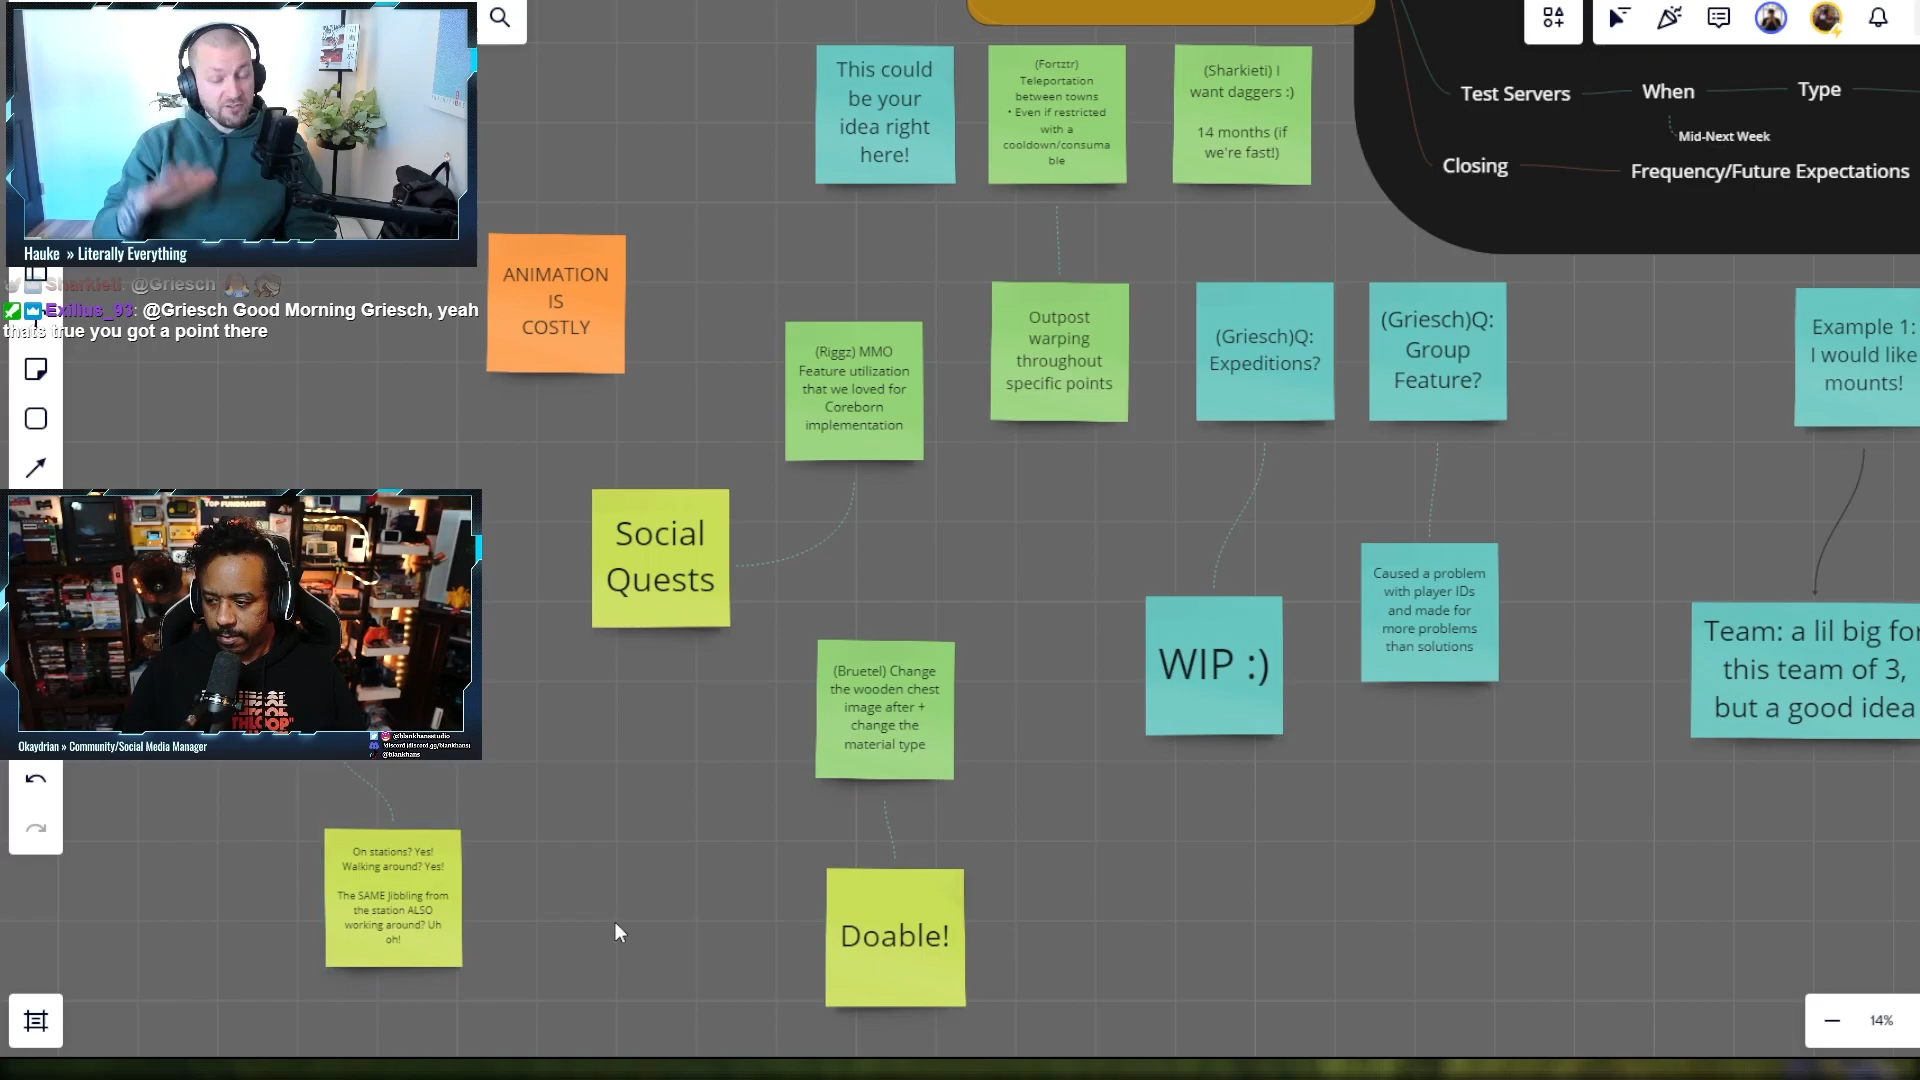 Hauke » Literally Everything
Sharkieti: @Griesch
Exilius_93: @Griesch Good Morning Griesch, yeah
thats true you got a point there
TOP FUNDRAISER
Okaydrian » Community/Social Media Manager
@blankhansstudio
@blankhans
This could
be your
idea right
here!
(Fortztr)
Teleportation
between towns
• Even if restricted
with a
cooldown/consuma
ble
(Sharkieti) I
want daggers :)
14 months (if
we're fast!)
Test Servers
When
Type
Mid-Next Week
Closing
Frequency/Future Expectations
ANIMATION
IS
COSTLY
(Riggz) MMO
Feature utilization
that we loved for
Coreborn
implementation
Outpost
warping
throughout
specific points
(Griesch)Q:
Expeditions?
(Griesch)Q:
Group
Feature?
Example 1:
I would like
mounts!
Social
Quests
(Bruetel) Change
the wooden chest
image after +
change the
material type
WIP :)
Caused a problem
with player IDs
and made for
more problems
than solutions
Team: a lil big for
this team of 3,
but a good idea
On stations? Yes!
Walking around? Yes!
The SAME Jibbling from
the station ALSO
working around? Uh
oh!
Doable!
14%